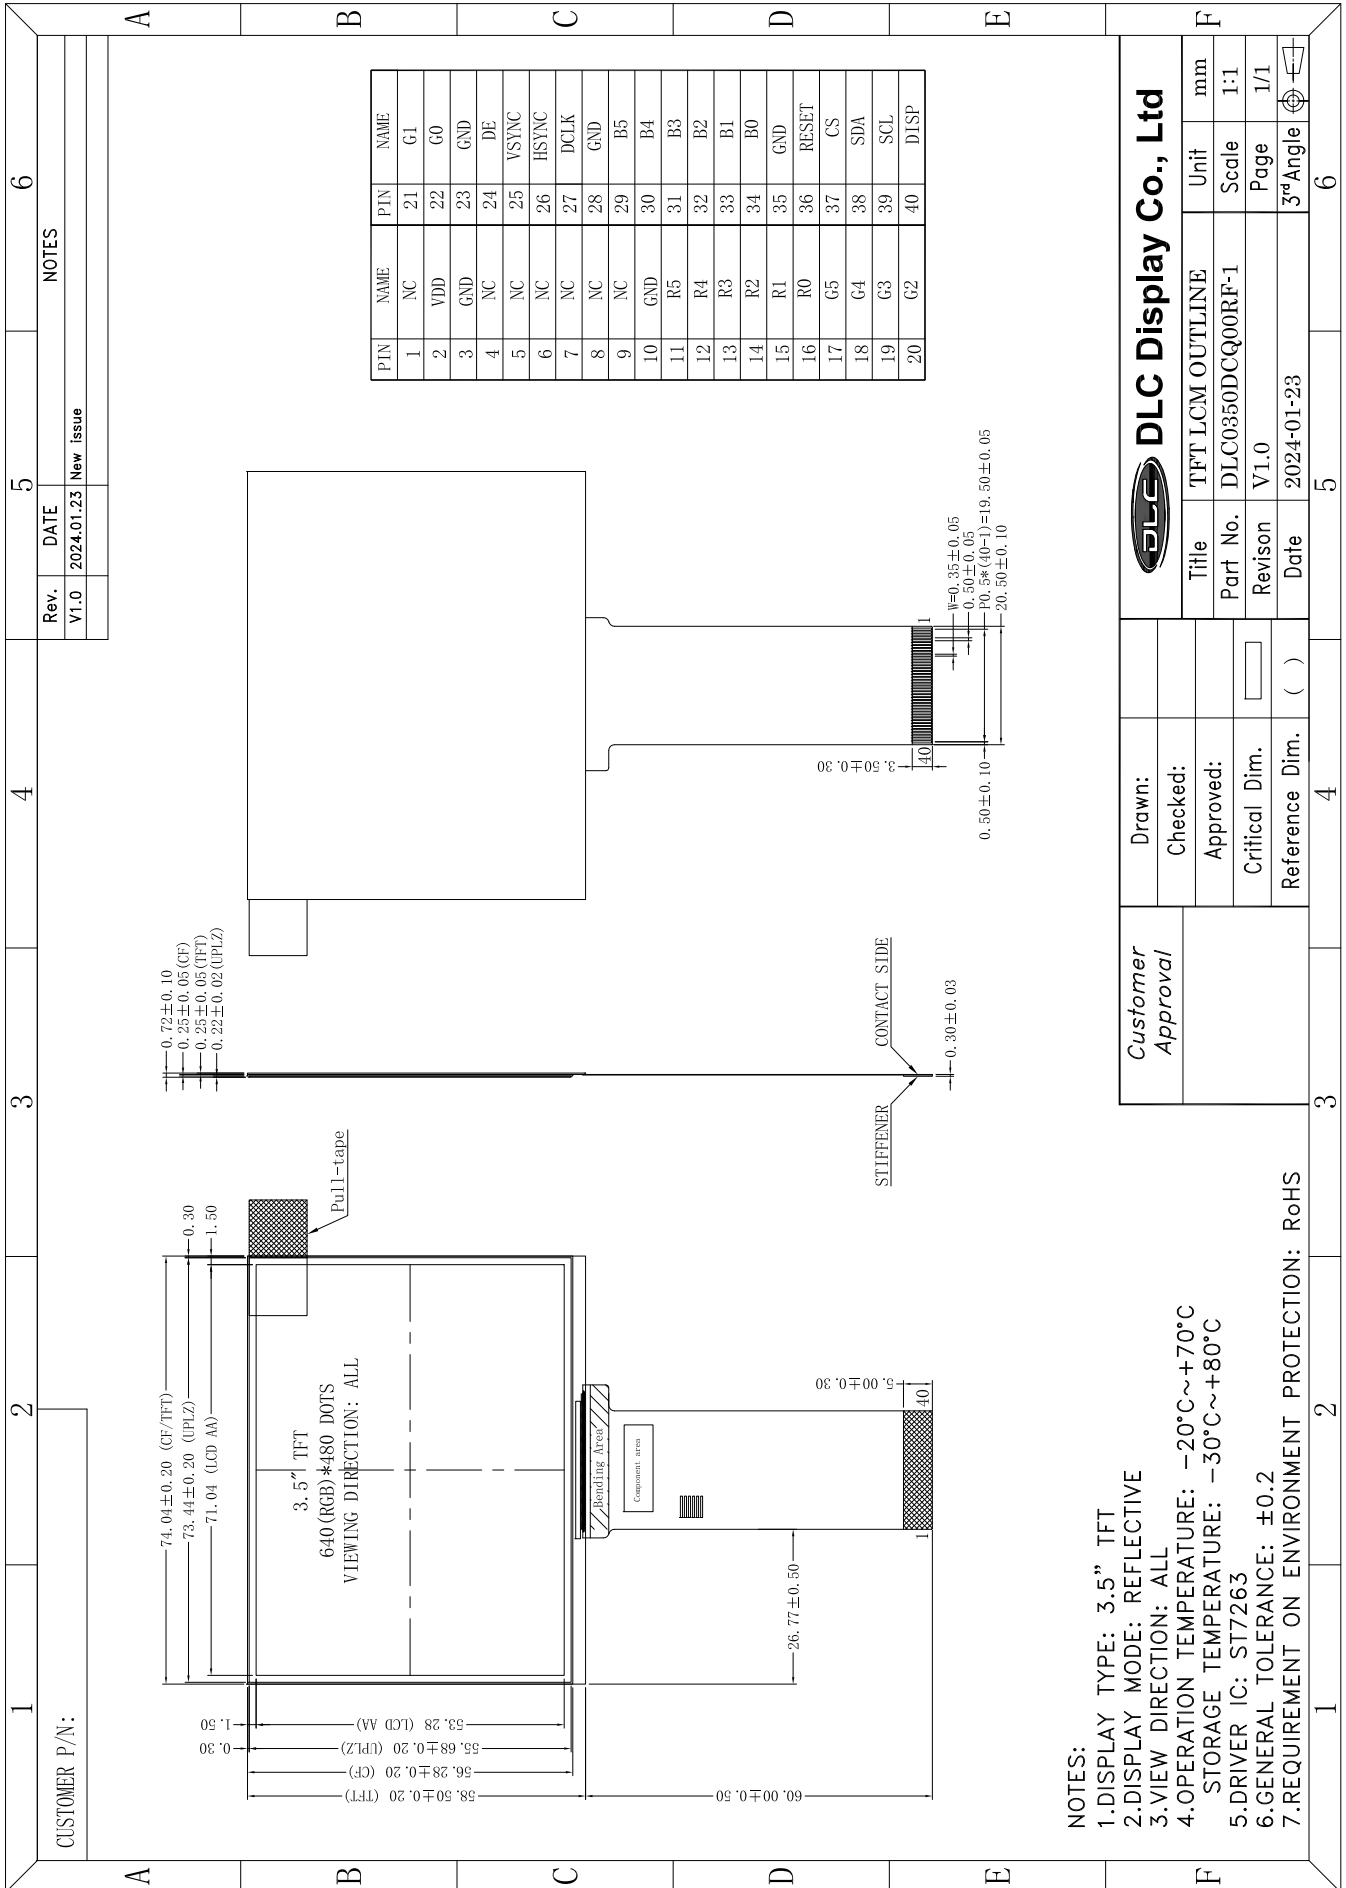 1
2
3
4
5
6
A
B
C
D
E
F
CUSTOMER P/N:
Rev.
DATE
NOTES
V1.0
2024.01.23
New issue
74.04±0.20 (CF/TFT)
73.44±0.20 (UPLZ)
71.04 (LCD AA)
0.30
1.50
1.50
0.30
53.28 (LCD AA)
55.68±0.20 (UPLZ)
56.28±0.20 (CF)
58.50±0.20 (TFT)
60.00±0.50
3.5" TFT
640(RGB)*480 DOTS
VIEWING DIRECTION: ALL
Pull-tape
Bending Area
Component area
26.77±0.50
5.00±0.30
1
40
0.72±0.10
0.25±0.05(CF)
0.25±0.05(TFT)
0.22±0.02(UPLZ)
STIFFENER
CONTACT SIDE
0.30±0.03
3.50±0.30
40
1
0.50±0.10
W=0.35±0.05
0.50±0.05
P0.5*(40-1)=19.50±0.05
20.50±0.10
PIN NAME PIN NAME
1 NC 21 G1
2 VDD 22 G0
3 GND 23 GND
4 NC 24 DE
5 NC 25 VSYNC
6 NC 26 HSYNC
7 NC 27 DCLK
8 NC 28 GND
9 NC 29 B5
10 GND 30 B4
11 R5 31 B3
12 R4 32 B2
13 R3 33 B1
14 R2 34 B0
15 R1 35 GND
16 R0 36 RESET
17 G5 37 CS
18 G4 38 SDA
19 G3 39 SCL
20 G2 40 DISP
NOTES:
1.DISPLAY TYPE: 3.5" TFT
2.DISPLAY MODE: REFLECTIVE
3.VIEW DIRECTION: ALL
4.OPERATION TEMPERATURE: -20°C~+70°C
STORAGE TEMPERATURE: -30°C~+80°C
5.DRIVER IC: ST7263
6.GENERAL TOLERANCE: ±0.2
7.REQUIREMENT ON ENVIRONMENT PROTECTION: RoHS
Customer
Approval
Drawn:
Checked:
Approved:
Critical Dim.
Reference Dim. ( )
DLC DLC Display Co., Ltd
Title TFT LCM OUTLINE Unit mm
Part No. DLC0350DCQ00RF-1 Scale 1:1
Revison V1.0 Page 1/1
Date 2024-01-23 3rd Angle
1
2
3
4
5
6
A
B
C
D
E
F